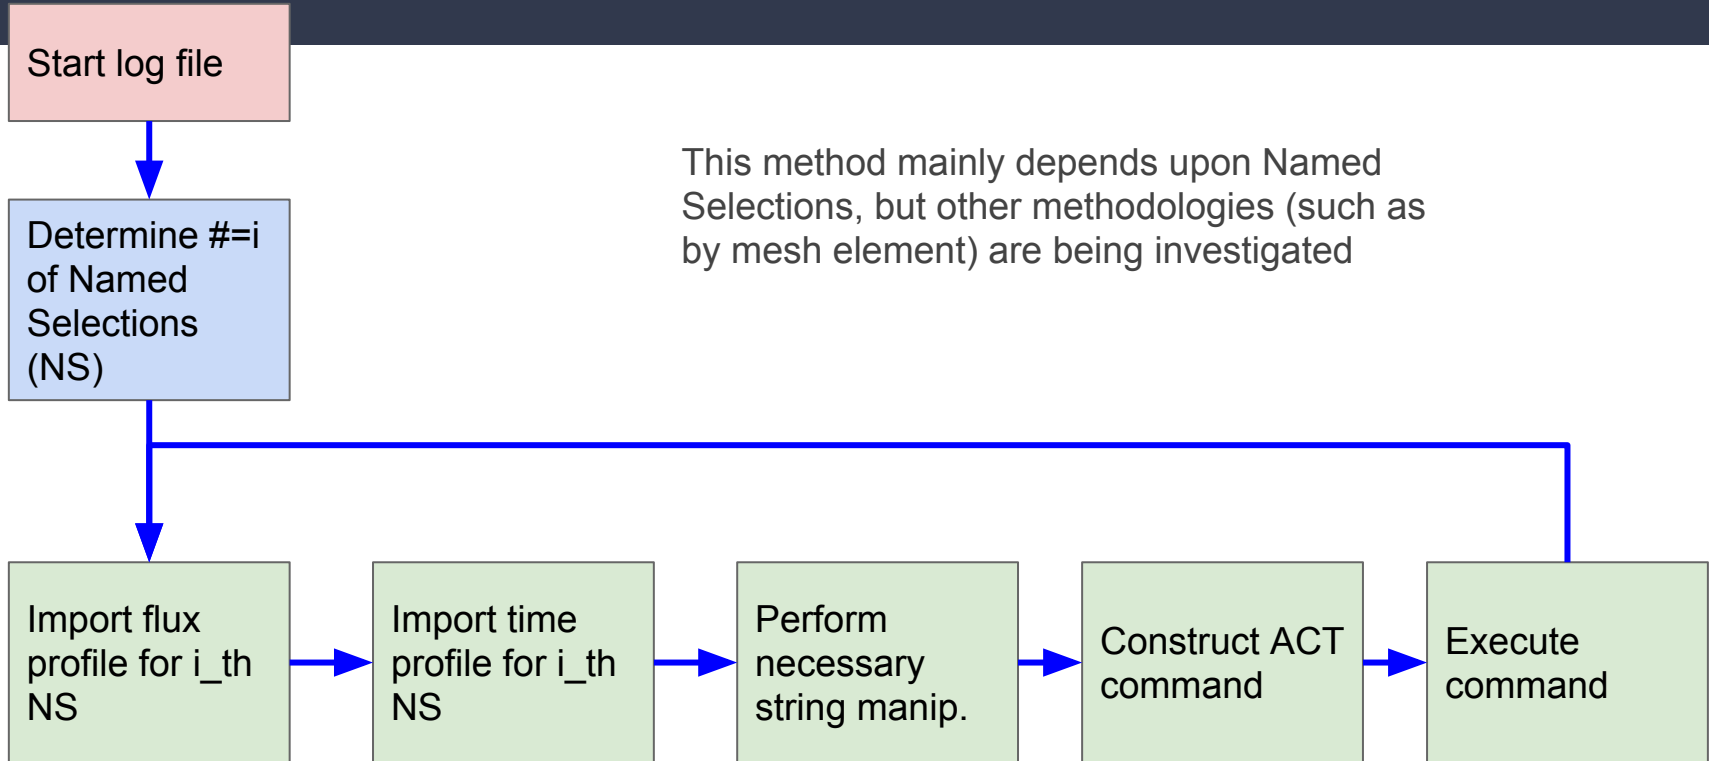 Start log file
This method mainly depends upon Named
Selections, but other methodologies (such as
by mesh element) are being investigated
Determine #=i
of Named
Selections
(NS)
Import flux
profile for i_th
NS
Import time
profile for i_th
NS
Perform
necessary
string manip.
Construct ACT
command
Execute
command